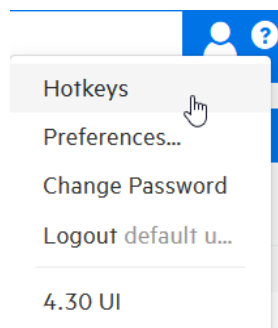 ?
Hotkeys
Preferences...
Change Password
Logout default u...
4.30 UI